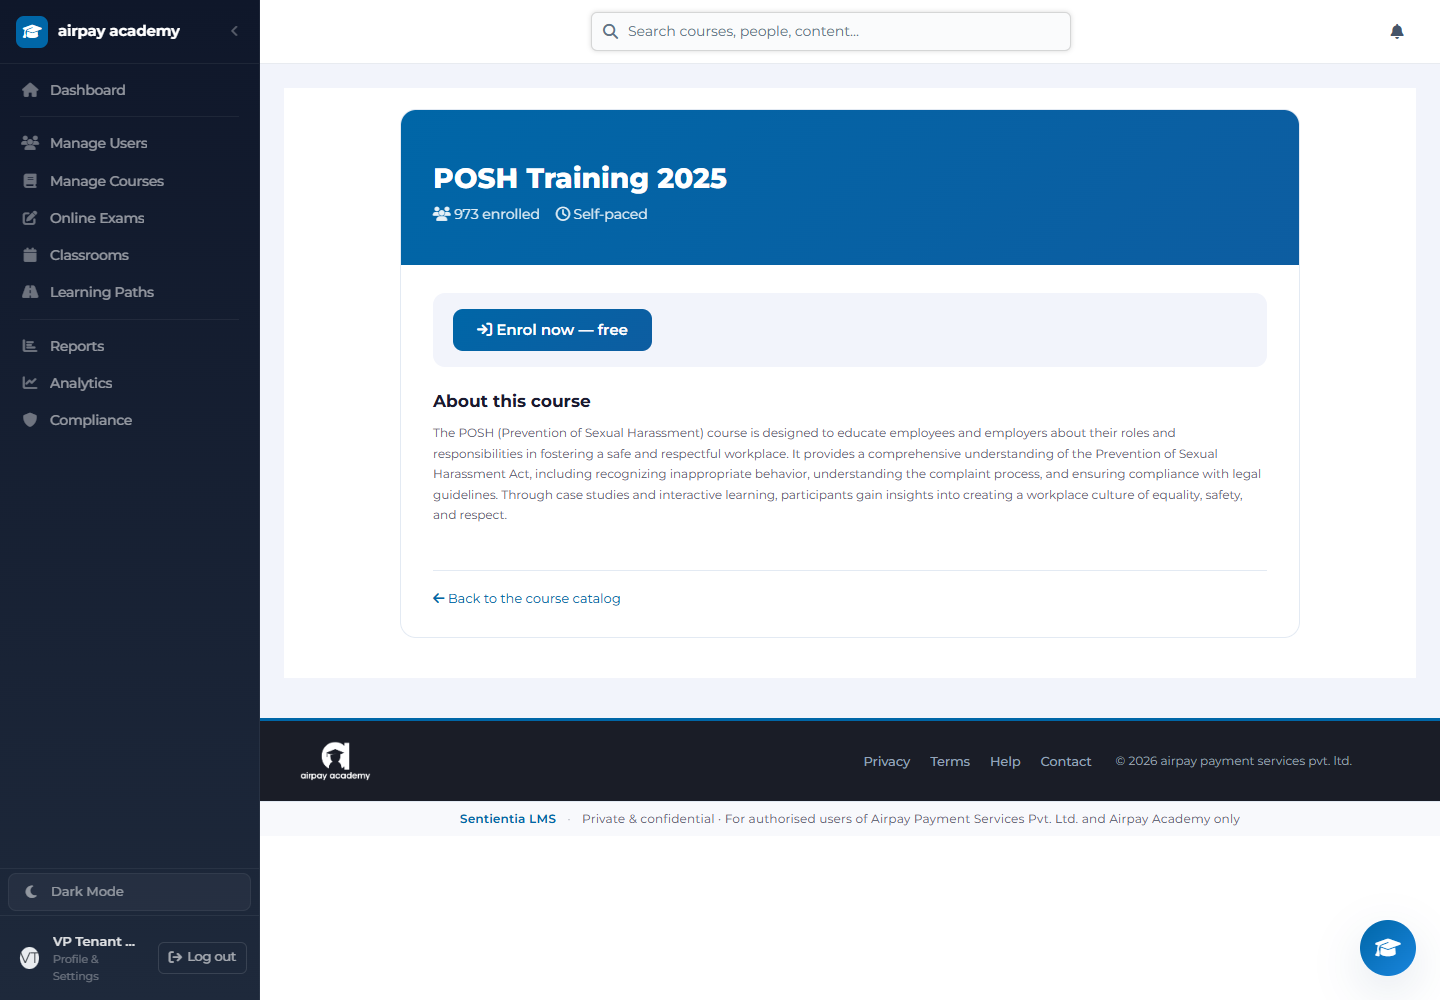 airpay academy
Search courses, people, content...
Dashboard
Manage Users
Manage Courses
Online Exams
Classrooms
Learning Paths
Reports
Analytics
Compliance
Dark Mode
VT
VP Tenant ...
Profile & Settings
Log out
POSH Training 2025
973 enrolled Self-paced
Enrol now — free
About this course
The POSH (Prevention of Sexual Harassment) course is designed to educate employees and employers about their roles and
responsibilities in fostering a safe and respectful workplace. It provides a comprehensive understanding of the Prevention of Sexual
Harassment Act, including recognizing inappropriate behavior, understanding the complaint process, and ensuring compliance with legal
guidelines. Through case studies and interactive learning, participants gain insights into creating a workplace culture of equality, safety,
and respect.
Back to the course catalog
airpay academy
Privacy Terms Help Contact © 2026 airpay payment services pvt. ltd.
Sentientia LMS · Private & confidential · For authorised users of Airpay Payment Services Pvt. Ltd. and Airpay Academy only